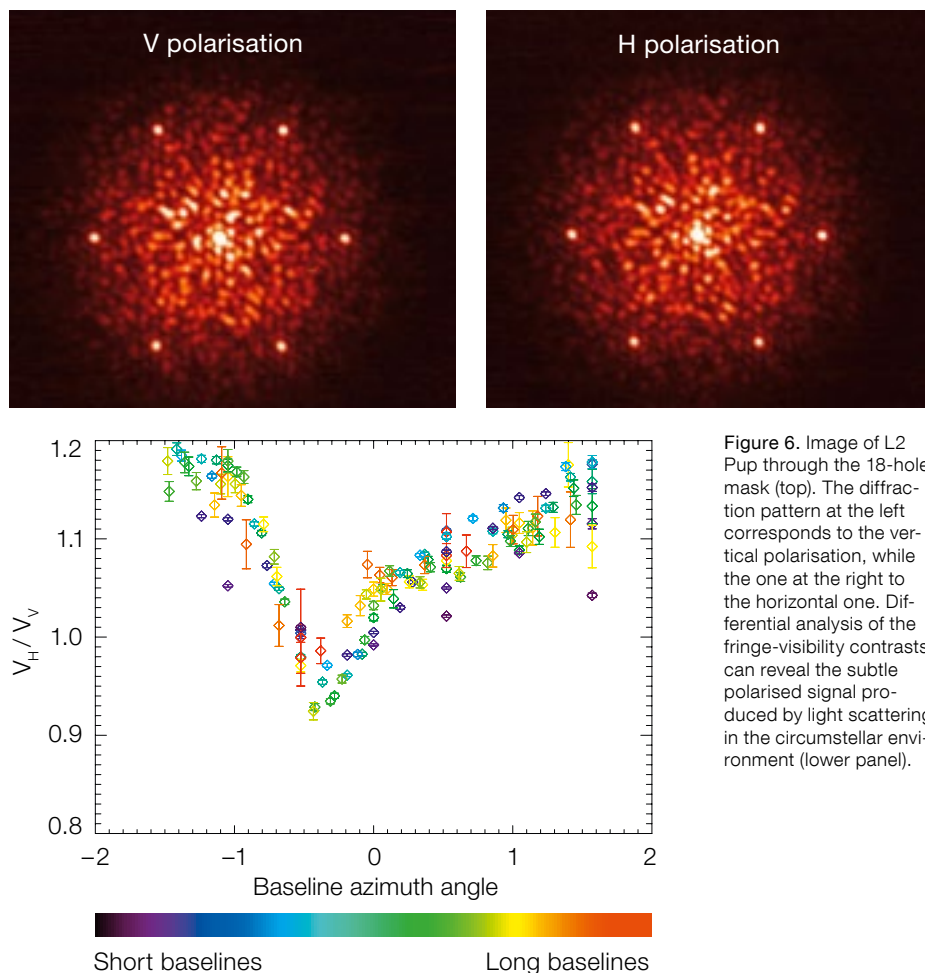 V polarisation
H polarisation
1.2
1.1
1.0
0.9
0.8
V_H / V_V
−2
−1
0
1
2
Baseline azimuth angle
Short baselines
Long baselines
Figure 6. Image of L2
Pup through the 18-hole
mask (top). The diffrac-
tion pattern at the left
corresponds to the ver-
tical polarisation, while
the one at the right to
the horizontal one. Dif-
ferential analysis of the
fringe-visibility contrasts
can reveal the subtle
polarised signal pro-
duced by light scattering
in the circumstellar envi-
ronment (lower panel).